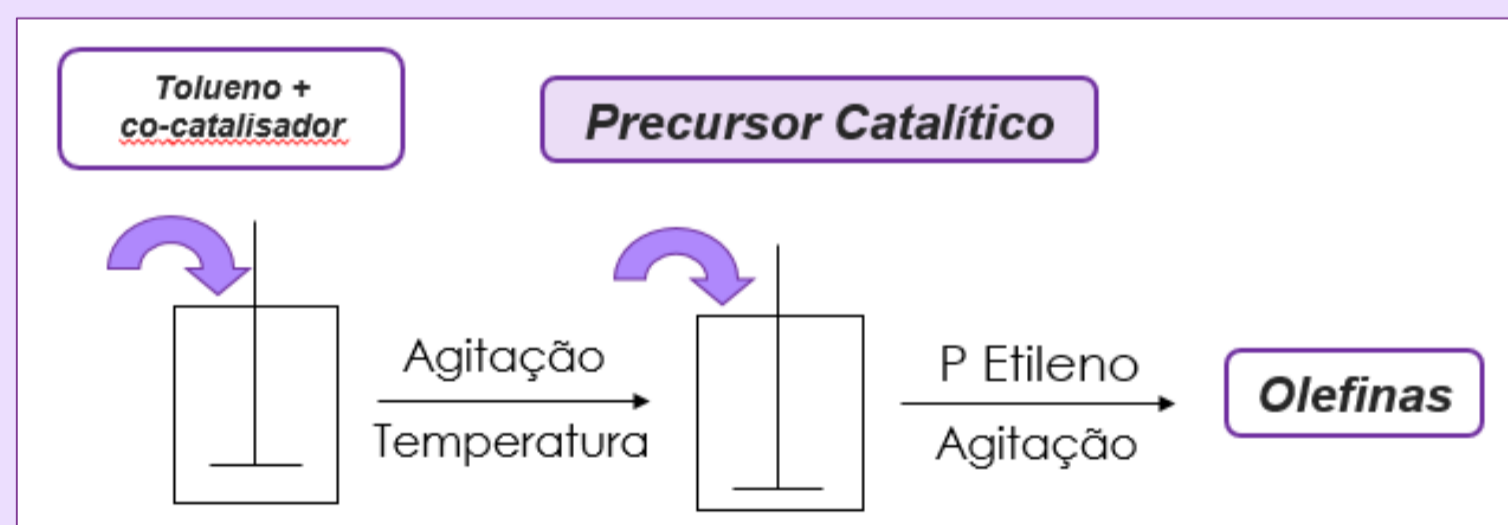 Tolueno +
co-catalisador
Precursor Catalítico
Agitação
Temperatura
P Etileno
Agitação
Olefinas